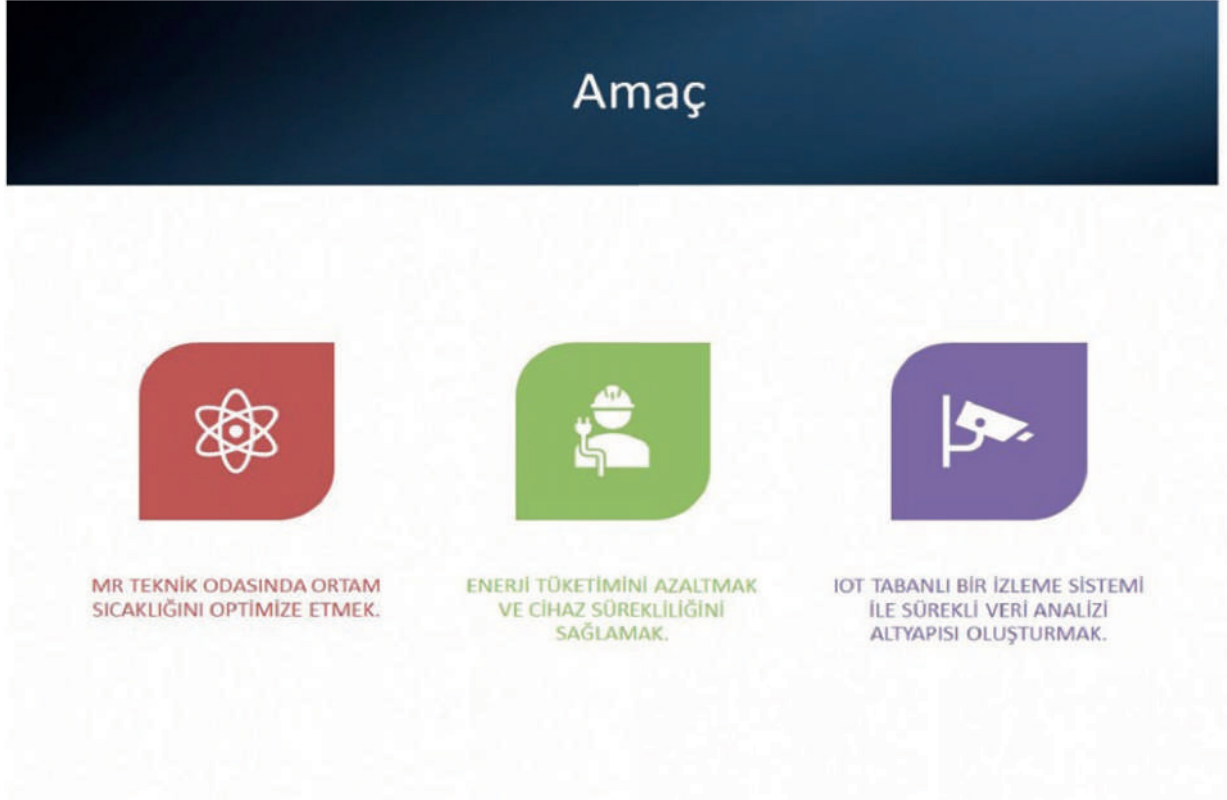 Amaç
MR TEKNİK ODASINDA ORTAM
SICAKLIĞINI OPTİMİZE ETMEK.
ENERJİ TÜKETİMİNİ AZALTMAK
VE CİHAZ SÜREKLİLİĞİNİ
SAĞLAMAK.
IOT TABANLI BİR İZLEME SİSTEMİ
İLE SÜREKLİ VERİ ANALİZİ
ALTYAPISI OLUŞTURMAK.